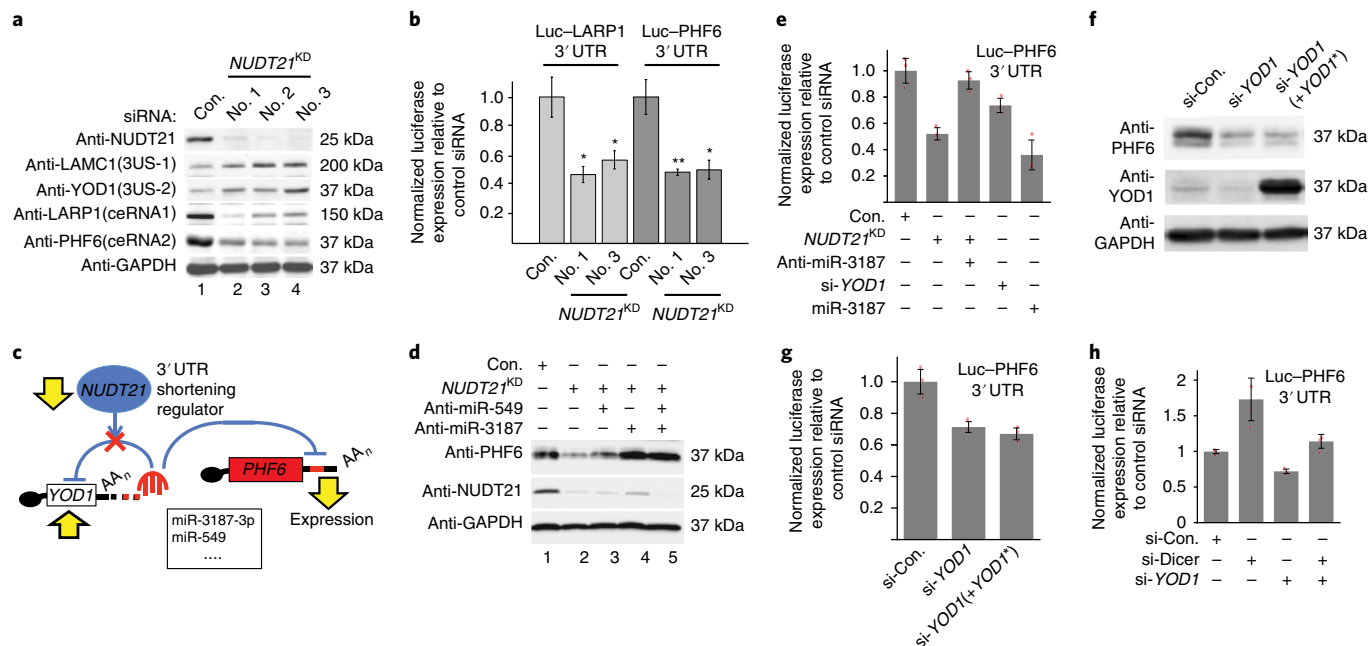 a
NUDT21KD
siRNA: Con. No. 1 No. 2 No. 3
Anti-NUDT21 25 kDa
Anti-LAMC1(3US-1) 200 kDa
Anti-YOD1(3US-2) 37 kDa
Anti-LARP1(ceRNA1) 150 kDa
Anti-PHF6(ceRNA2) 37 kDa
Anti-GAPDH 37 kDa
1 2 3 4
b
Luc–LARP1 Luc–PHF6
3′ UTR 3′ UTR
Normalized luciferase
expression relative to
control siRNA
1.0
0.8
0.6
0.4
0.2
* * ** *
Con. No. 1 No. 3 Con. No. 1 No. 3
NUDT21KD NUDT21KD
c
NUDT21
3′ UTR
shortening
regulator
YOD1
AAn
PHF6
AAn
Expression
miR-3187-3p
miR-549
....
d
Con. + – – – –
NUDT21KD – + + + +
Anti-miR-549 – – + – +
Anti-miR-3187 – – – + +
Anti-PHF6 37 kDa
Anti-NUDT21 25 kDa
Anti-GAPDH 37 kDa
1 2 3 4 5
e
Luc–PHF6
3′ UTR
Normalized luciferase
expression relative
to control siRNA
1.0
0.8
0.6
0.4
0.2
Con. + – – – –
NUDT21KD – + + – –
Anti-miR-3187 – – + – –
si-YOD1 – – – + –
miR-3187 – – – – +
f
si-Con. si-YOD1 si-YOD1
(+YOD1*)
Anti-
PHF6
37 kDa
Anti-
YOD1
37 kDa
Anti-
GAPDH
37 kDa
g
Luc–PHF6
3′ UTR
Normalized luciferase
expression relative to
control siRNA
1.0
0.8
0.6
0.4
0.2
si-Con.
si-YOD1
si-YOD1(+YOD1*)
h
Luc–PHF6
3′ UTR
Normalized luciferase
expression relative
to control siRNA
2
1.5
1
0.5
0
si-Con. + – – –
si-Dicer – + – +
si-YOD1 – – + +